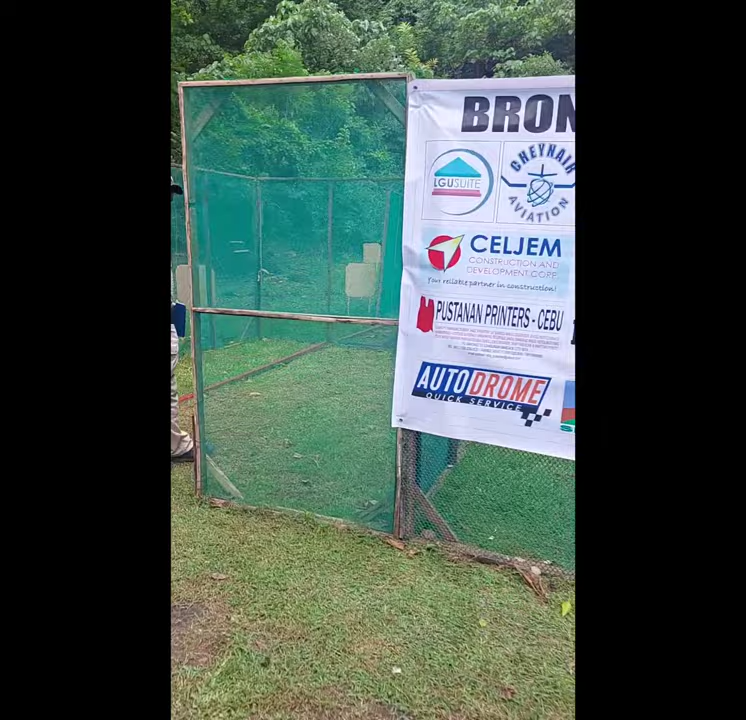 BRON
LGUSUITE
CHEYNAIR
AVIATION
CELJEM
CONSTRUCTION AND
DEVELOPMENT CORP.
Your reliable partner in construction!
PUSTANAN PRINTERS - CEBU
AUTODROME
QUICK SERVICE